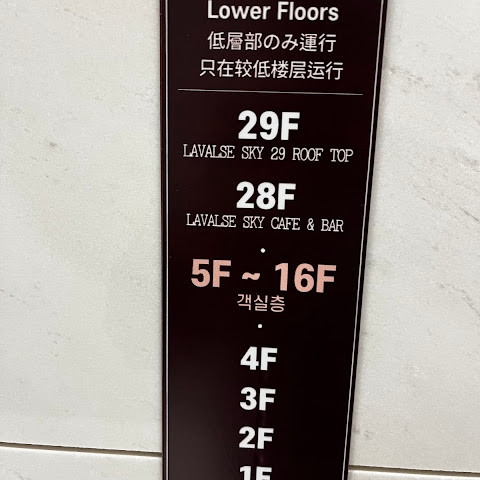 Lower Floors
低層部のみ運行
只在较低楼层运行
29F
LAVALSE SKY 29 ROOF TOP
28F
LAVALSE SKY CAFE & BAR
5F ~ 16F
객실층
4F
3F
2F
1F